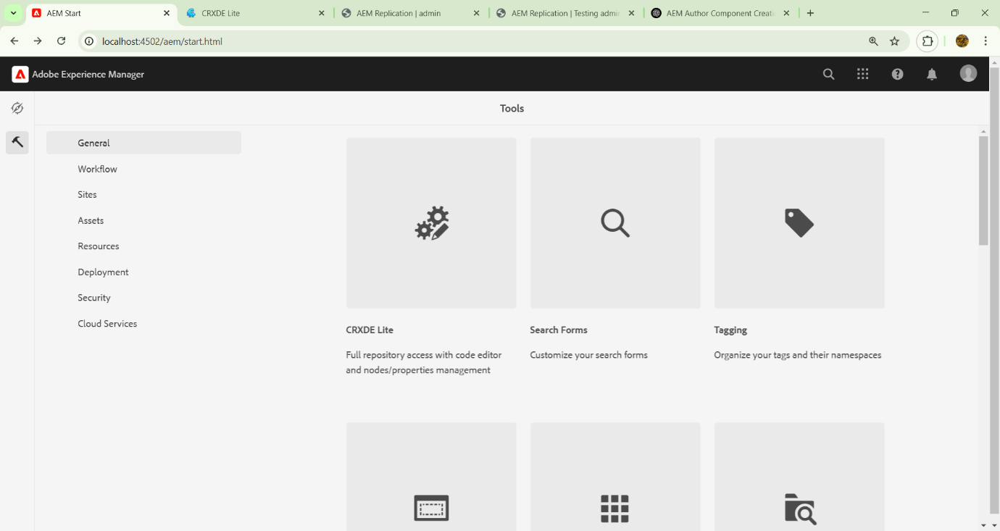 AEM Start
CRXDE Lite
AEM Replication | admin
AEM Replication | Testing admin
AEM Author Component Creati
localhost:4502/aem/start.html
Adobe Experience Manager
Tools
General
Workflow
Sites
Assets
Resources
Deployment
Security
Cloud Services
CRXDE Lite
Full repository access with code editor
and nodes/properties management
Search Forms
Customize your search forms
Tagging
Organize your tags and their namespaces